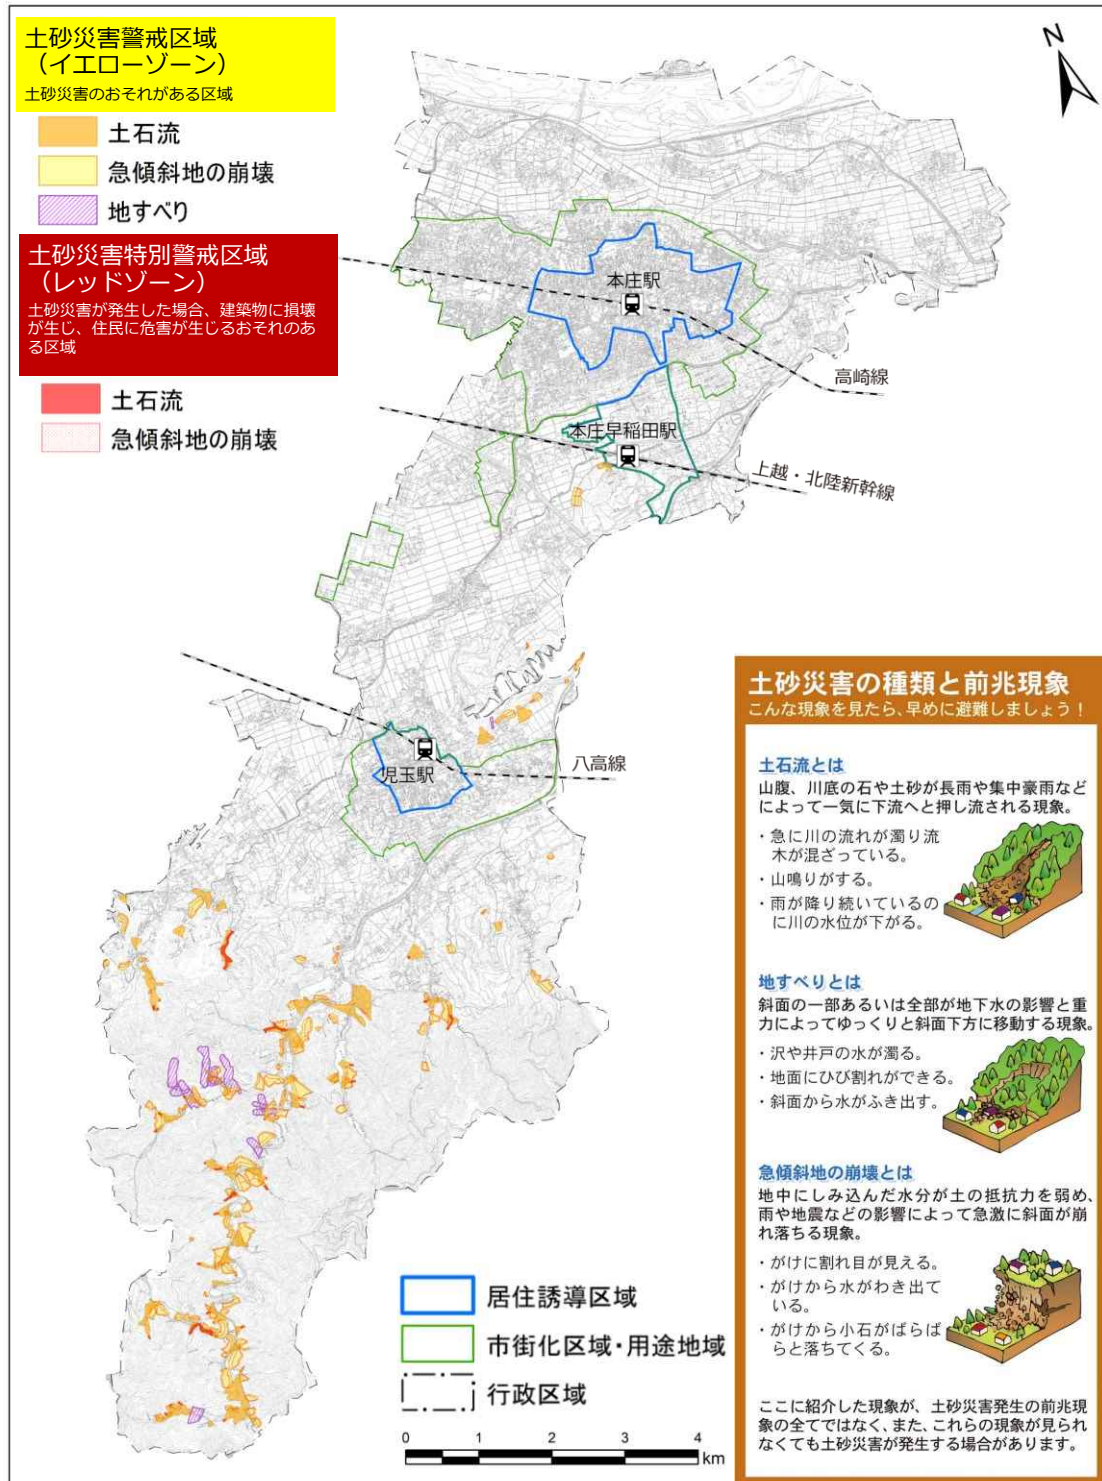 土砂災害警戒区域
（イエローゾーン）
土砂災害のおそれがある区域
土石流
急傾斜地の崩壊
地すべり
土砂災害特別警戒区域
（レッドゾーン）
土砂災害が発生した場合、建築物に損壊
が生じ、住民に危害が生じるおそれのあ
る区域
土石流
急傾斜地の崩壊
N
本庄駅
高崎線
本庄早稲田駅
上越・北陸新幹線
児玉駅
八高線
居住誘導区域
市街化区域・用途地域
行政区域
0 1 2 3 4
km
土砂災害の種類と前兆現象
こんな現象を見たら、早めに避難しましょう！
土石流とは
山腹、川底の石や土砂が長雨や集中豪雨など
によって一気に下流へと押し流される現象。
・急に川の流れが濁り流
木が混ざっている。
・山鳴りがする。
・雨が降り続いているの
に川の水位が下がる。
地すべりとは
斜面の一部あるいは全部が地下水の影響と重
力によってゆっくりと斜面下方に移動する現象。
・沢や井戸の水が濁る。
・地面にひび割れができる。
・斜面から水がふき出す。
急傾斜地の崩壊とは
地中にしみ込んだ水分が土の抵抗力を弱め、
雨や地震などの影響によって急激に斜面が崩
れ落ちる現象。
・がけに割れ目が見える。
・がけから水がわき出て
いる。
・がけから小石がぱらぱ
らと落ちてくる。
ここに紹介した現象が、土砂災害発生の前兆現
象の全てではなく、また、これらの現象が見られ
なくても土砂災害が発生する場合があります。